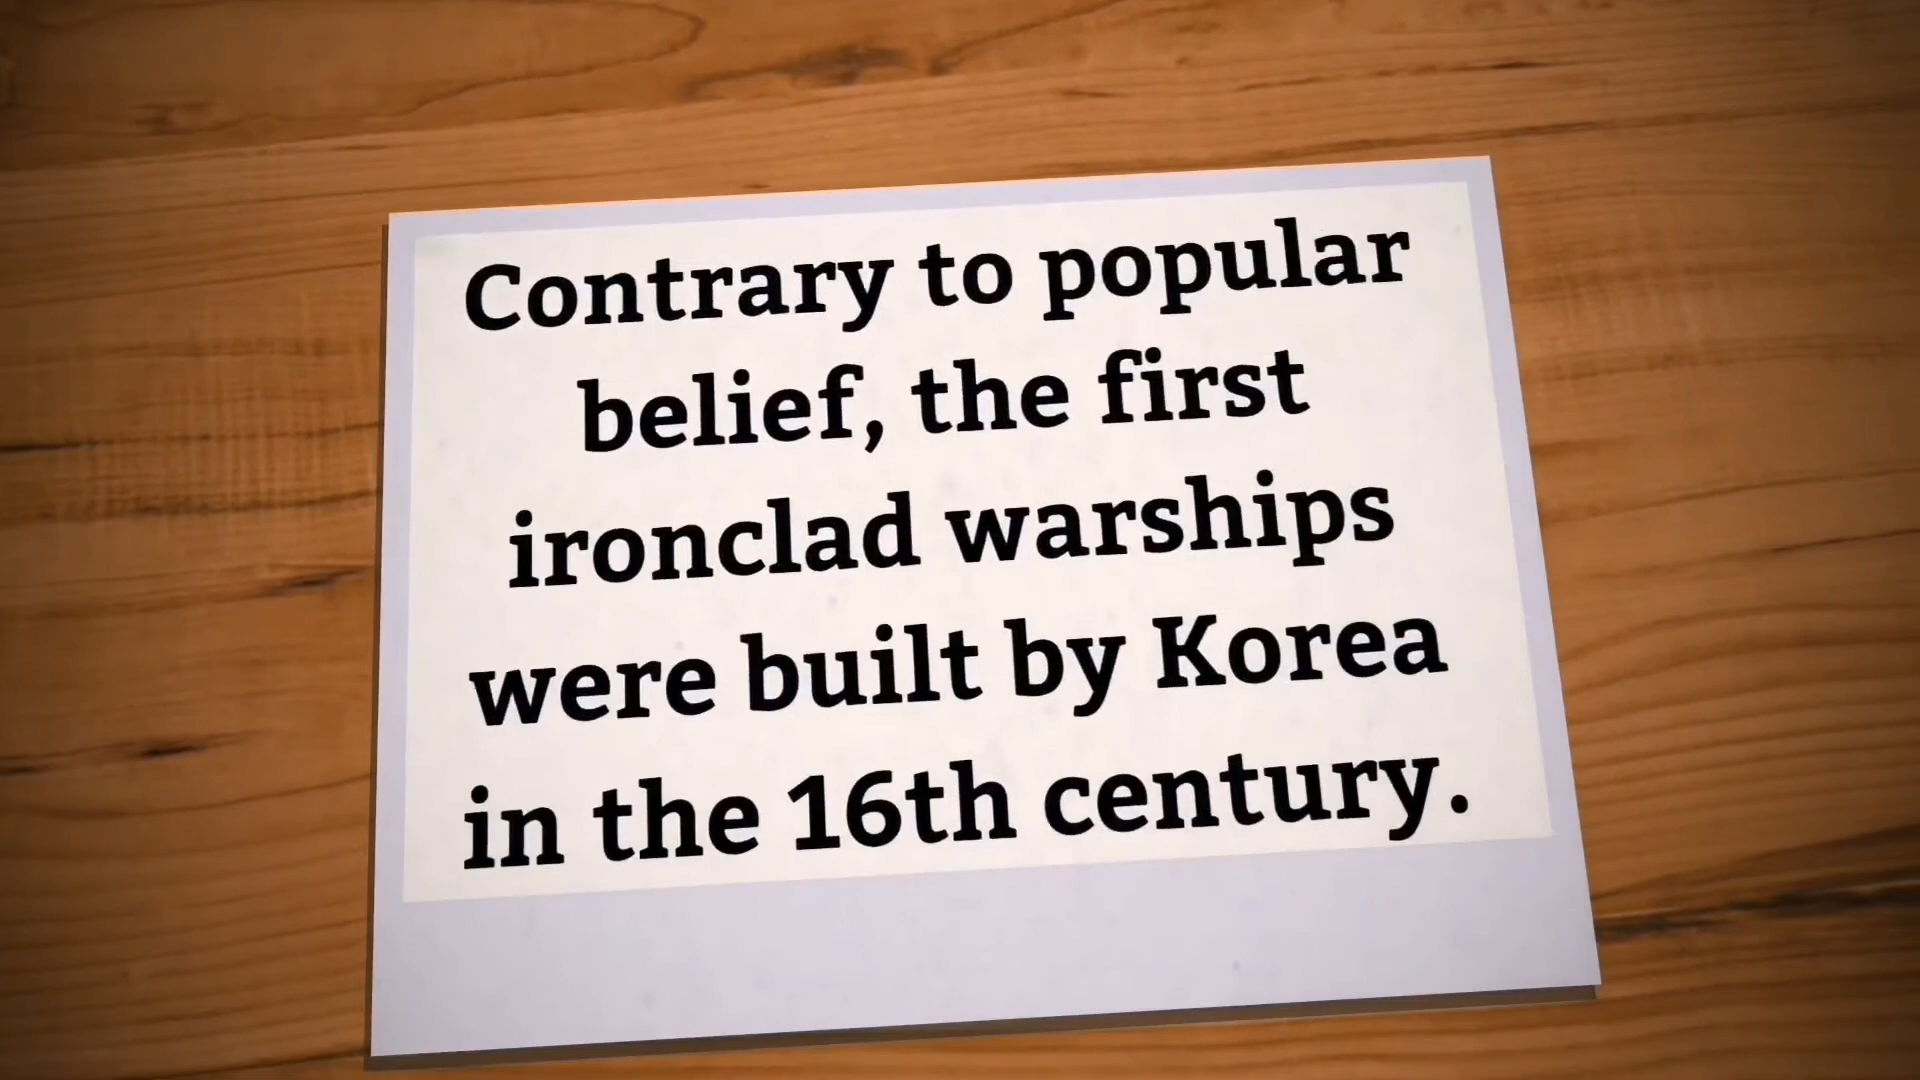 Contrary to popular
belief, the first
ironclad warships
were built by Korea
in the 16th century.